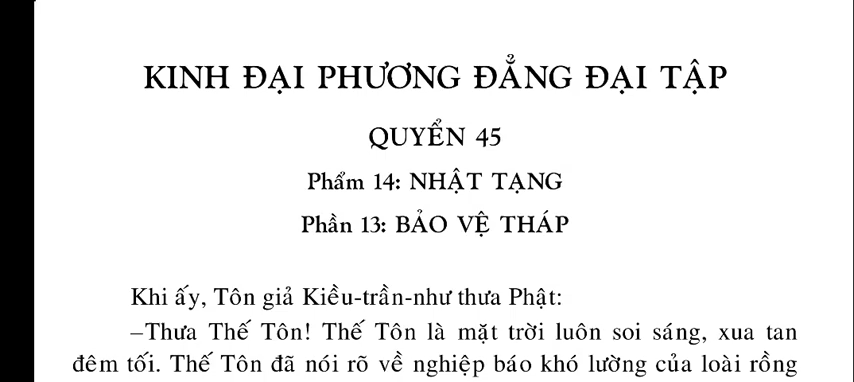 KINH ĐẠI PHƯƠNG ĐẲNG ĐẠI TẬP
QUYỂN 45
Phẩm 14: NHẬT TẠNG
Phần 13: BẢO VỆ THÁP
Khi ấy, Tôn giả Kiều-trần-như thưa Phật:
–Thưa Thế Tôn! Thế Tôn là mặt trời luôn soi sáng, xua tan
đêm tối. Thế Tôn đã nói rõ về nghiệp báo khó lường của loài rồng